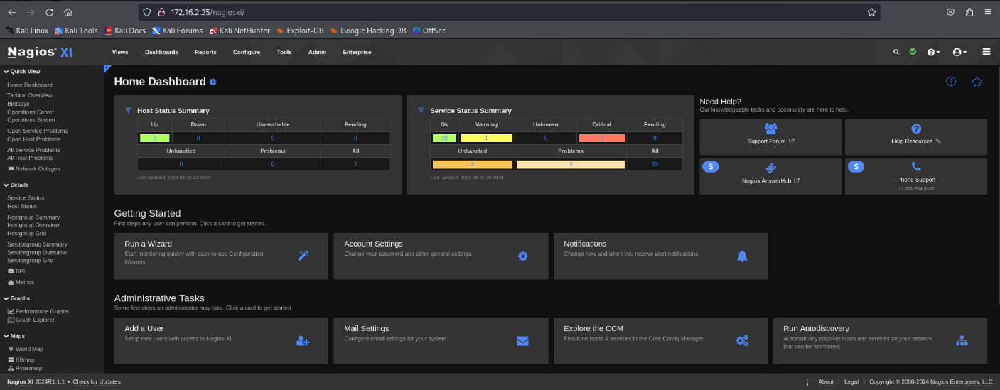 172.16.2.25/nagiosxi/
Kali Linux Kali Tools Kali Docs Kali Forums Kali NetHunter Exploit-DB Google Hacking DB OffSec
Nagios® XI Views Dashboards Reports Configure Tools Admin Enterprise
Quick View
Home Dashboard
Tactical Overview
Birdseye
Operations Center
Operations Screen
Open Service Problems
Open Host Problems
All Service Problems
All Host Problems
Network Outages
Details
Service Status
Host Status
Hostgroup Summary
Hostgroup Overview
Hostgroup Grid
Servicegroup Summary
Servicegroup Overview
Servicegroup Grid
BPI
Metrics
Graphs
Performance Graphs
Graph Explorer
Maps
World Map
BBmap
Hypermap
Home Dashboard
Host Status Summary
Up Down Unreachable Pending
2 0 0 0
Unhandled Problems All
0 0 2
Last Updated: 2024-05-02 20:59:01
Service Status Summary
Ok Warning Unknown Critical Pending
20 1 0 2 0
Unhandled Problems All
3 3 23
Last Updated: 2024-05-02 20:59:01
Need Help?
Our knowledgeable techs and community are here to help.
Support Forum
Help Resources
$ Nagios AnswerHub
$ Phone Support
+1 651-204-9102
Getting Started
First steps any user can perform. Click a card to get started.
Run a Wizard
Start monitoring quickly with easy-to-use Configuration
Wizards.
Account Settings
Change your password and other general settings.
Notifications
Change how and when you receive alert notifications.
Administrative Tasks
Some first steps an administrator may take. Click a card to get started.
Add a User
Setup new users with access to Nagios XI.
Mail Settings
Configure email settings for your system.
Explore the CCM
Fine-tune hosts & services in the Core Config Manager.
Run Autodiscovery
Automatically discover hosts and services on your network
that can be monitored.
Nagios XI 2024R1.1.1 • Check for Updates
About | Legal | Copyright © 2008-2024 Nagios Enterprises, LLC